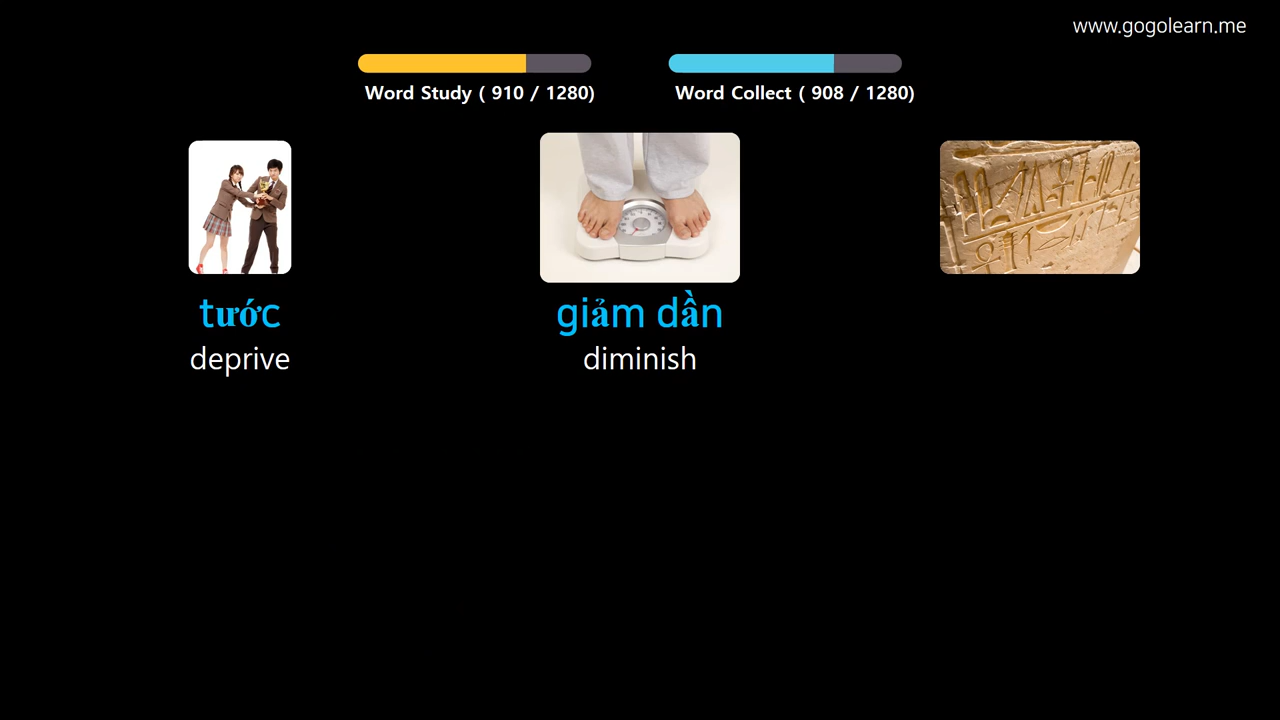 www.gogolearn.me
Word Study ( 910 / 1280)
Word Collect ( 908 / 1280)
tước
deprive
giảm dần
diminish